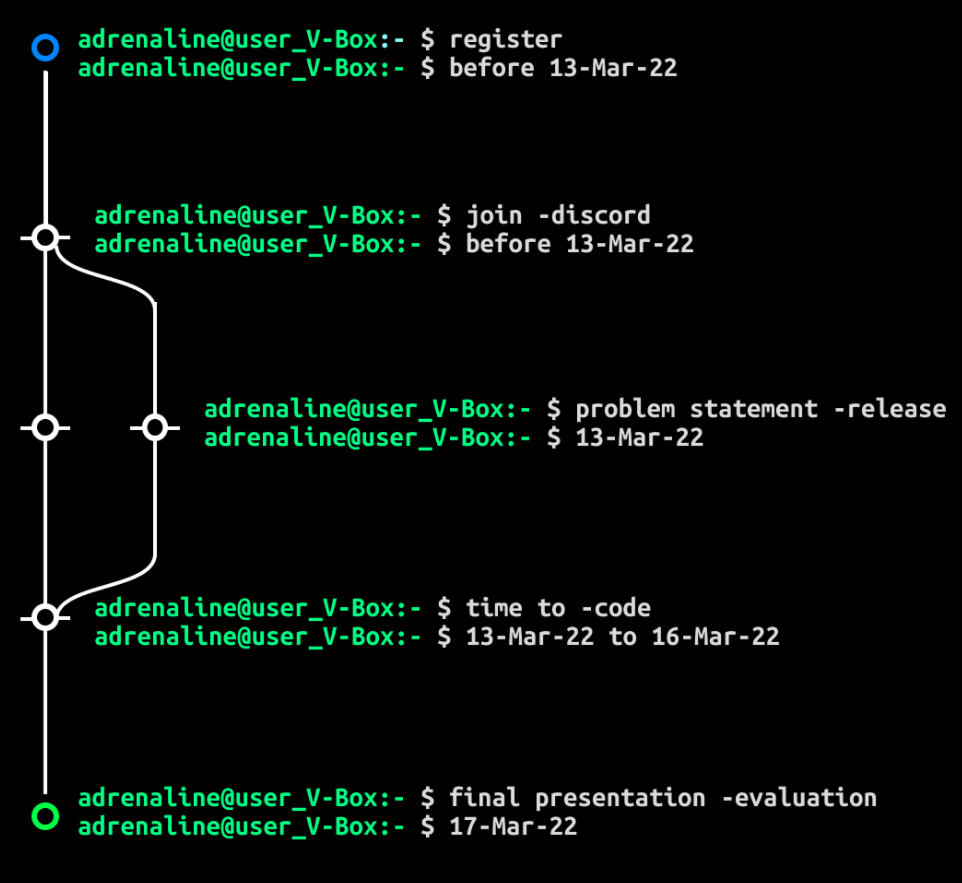 adrenaline@user_V-Box:- $ register
adrenaline@user_V-Box:- $ before 13-Mar-22
adrenaline@user_V-Box:- $ join -discord
adrenaline@user_V-Box:- $ before 13-Mar-22
adrenaline@user_V-Box:- $ problem statement -release
adrenaline@user_V-Box:- $ 13-Mar-22
adrenaline@user_V-Box:- $ time to -code
adrenaline@user_V-Box:- $ 13-Mar-22 to 16-Mar-22
adrenaline@user_V-Box:- $ final presentation -evaluation
adrenaline@user_V-Box:- $ 17-Mar-22